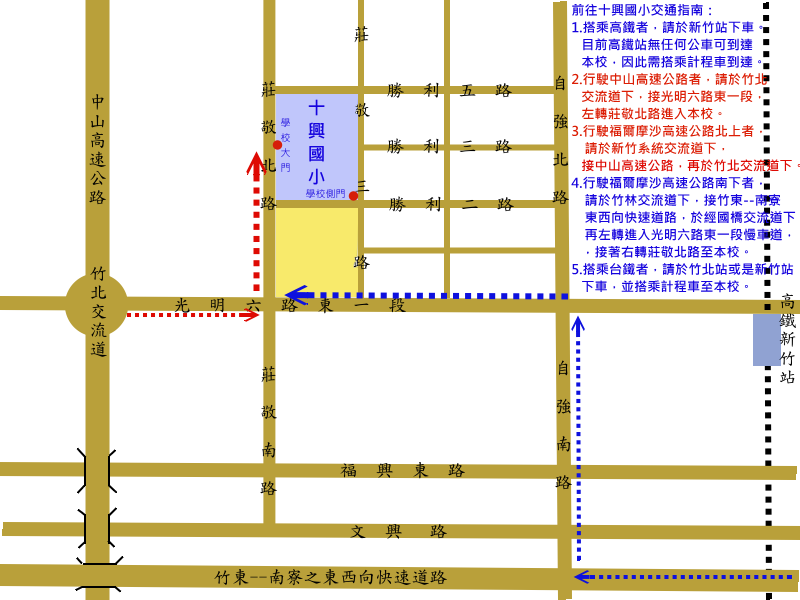 前往十興國小交通指南：
1.搭乘高鐵者，請於新竹站下車。
目前高鐵站無任何公車可到達
本校，因此需搭乘計程車到達。
2.行駛中山高速公路者，請於竹北
交流道下，接光明六路東一段，
左轉莊敬北路進入本校。
3.行駛福爾摩沙高速公路北上者，
請於新竹系統交流道下，
接中山高速公路，再於竹北交流道下。
4.行駛福爾摩沙高速公路南下者，
請於竹林交流道下，接竹東--南寮
東西向快速道路，於經國橋交流道下
再左轉進入光明六路東一段慢車道，
，接著右轉莊敬北路至本校。
5.搭乘台鐵者，請於竹北站或是新竹站
下車，並搭乘計程車至本校。
中山高速公路
竹北交流道
莊敬北路
莊敬三路
十興國小
學校大門
學校側門
勝利五路
勝利三路
勝利二路
自強北路
光明六路東一段
高鐵新竹站
莊敬南路
自強南路
福興東路
文興路
竹東--南寮之東西向快速道路